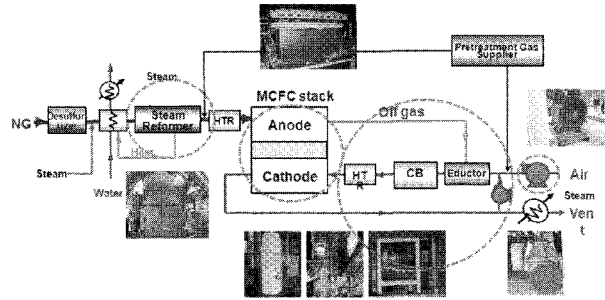 Pretreatment Gas
Supplier
Steam
MCFC stack
NG
Desulfur
Steam
Reformer
HTR
Anode
Off gas
Cathode
HT
R
CB
Eductor
Air
Steam
Water
Steam
Ven
t